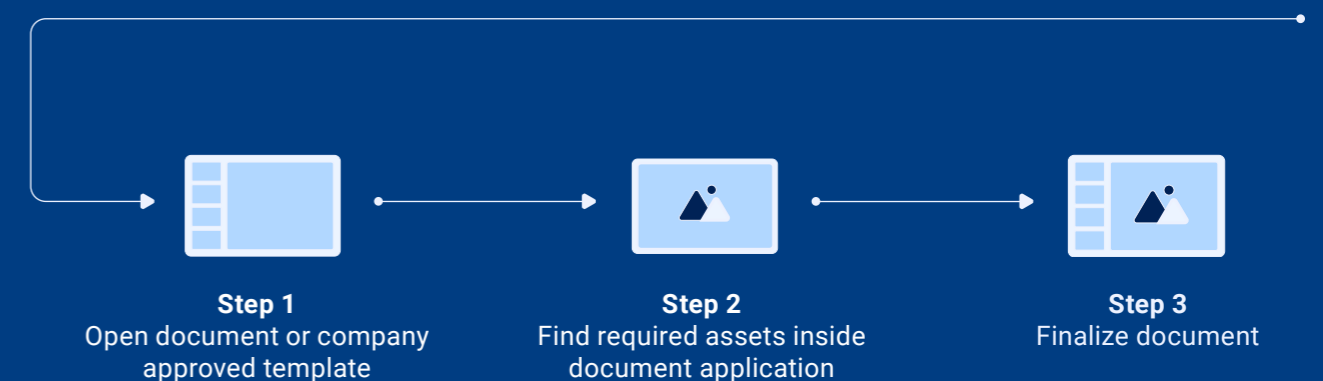 Step 1
Open document or company
approved template
Step 2
Find required assets inside
document application
Step 3
Finalize document